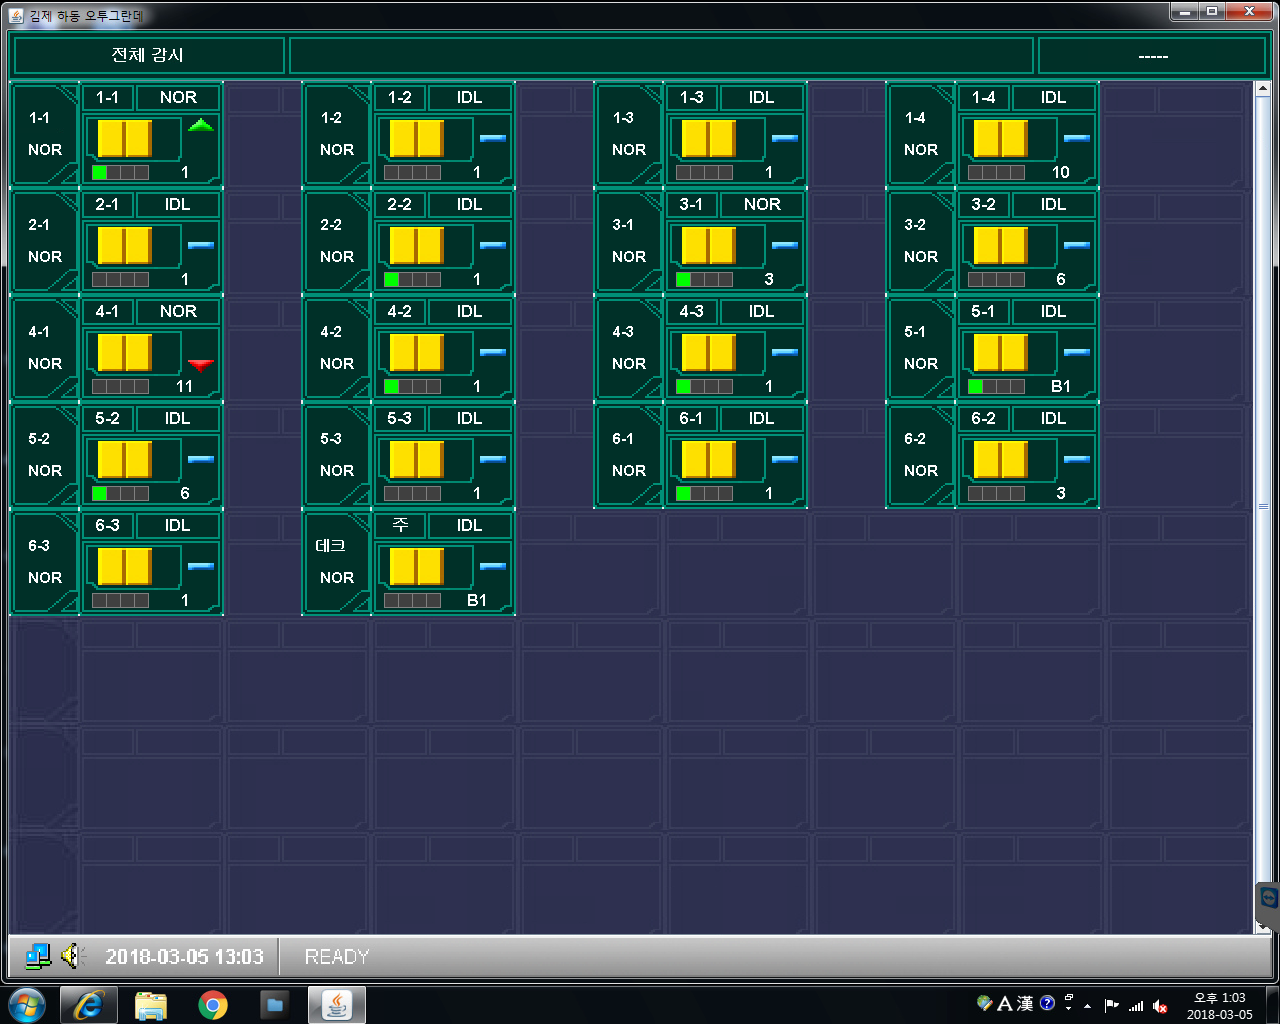 김제 하동 오투그란데
전체 감시
-----
1-1 NOR 1-1 NOR 1
1-2 NOR 1-2 IDL 1
1-3 NOR 1-3 IDL 1
1-4 NOR 1-4 IDL 10
2-1 NOR 2-1 IDL 1
2-2 NOR 2-2 IDL 1
3-1 NOR 3-1 NOR 3
3-2 NOR 3-2 IDL 6
4-1 NOR 4-1 NOR 11
4-2 NOR 4-2 IDL 1
4-3 NOR 4-3 IDL 1
5-1 NOR 5-1 IDL B1
5-2 NOR 5-2 IDL 6
5-3 NOR 5-3 IDL 1
6-1 NOR 6-1 IDL 1
6-2 NOR 6-2 IDL 3
6-3 NOR 6-3 IDL 1
데크 NOR 주 IDL B1
2018-03-05 13:03 READY
A 漢
오후 1:03
2018-03-05